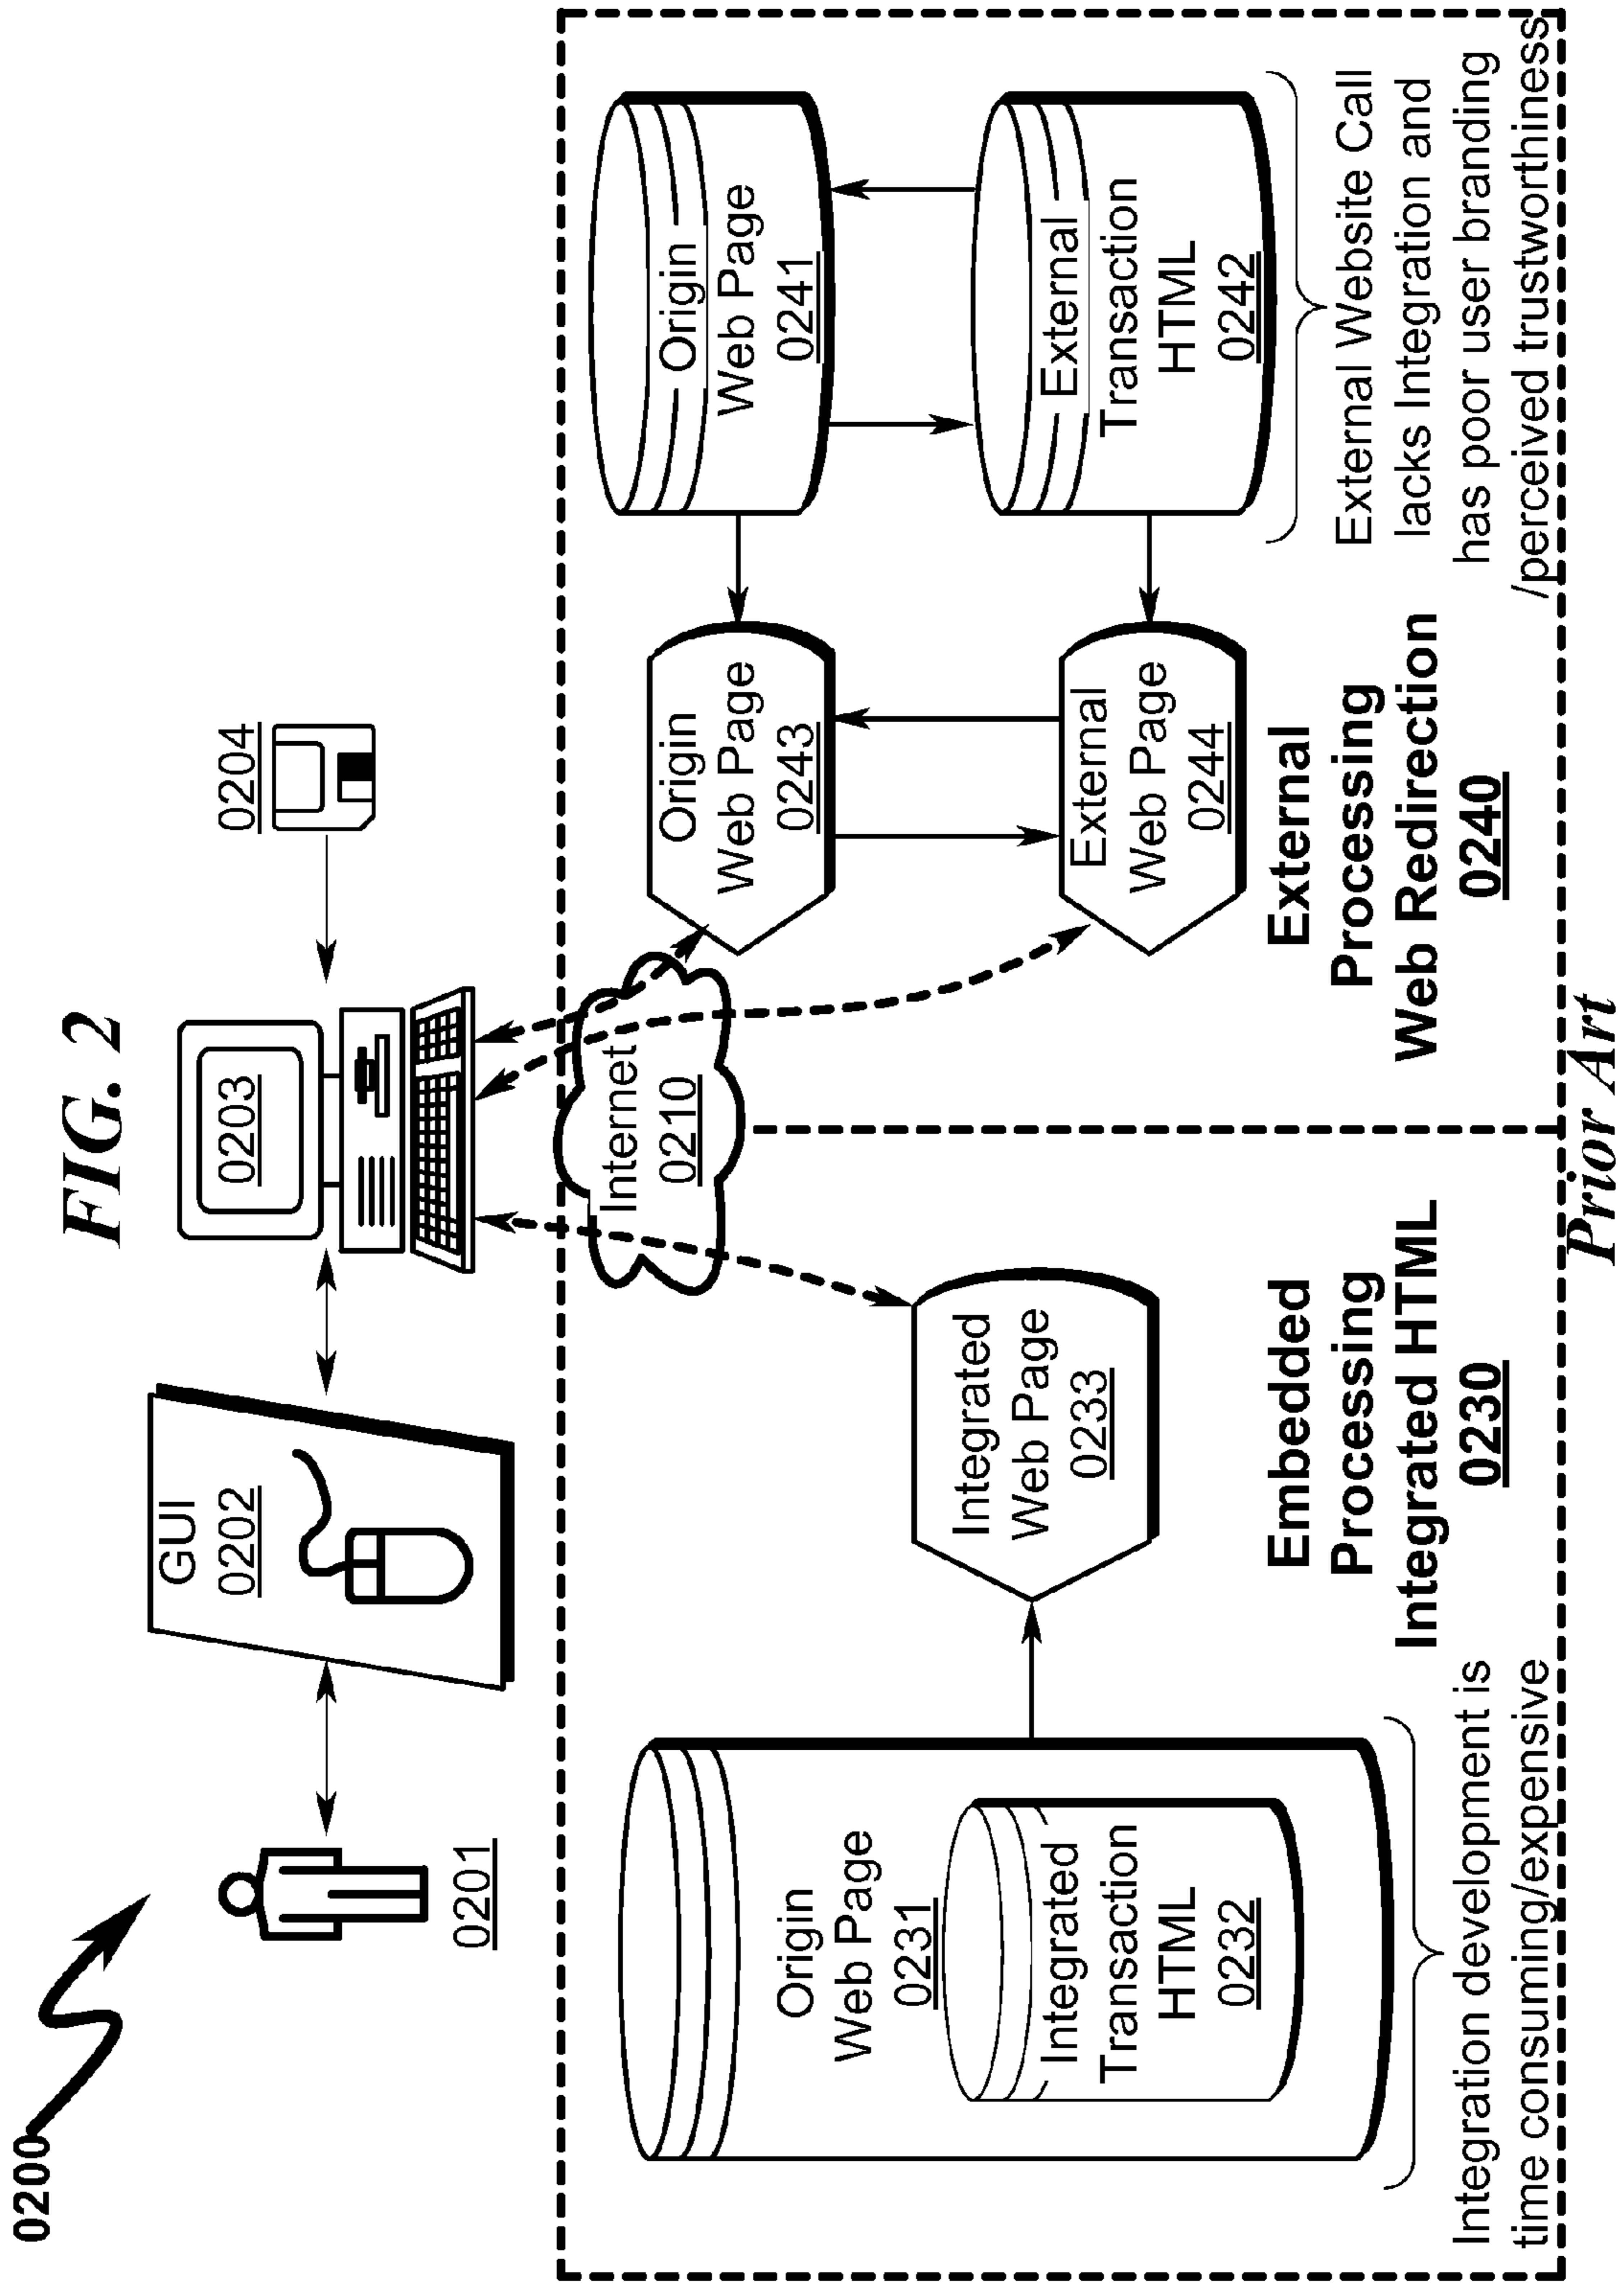 FIG. 2
0200
0201
GUI
0202
0203
0204
Internet
0210
Origin
Web Page
0231
Integrated
Transaction
HTML
0232
Integrated
Web Page
0233
Embedded
Processing
Integrated HTML
0230
Integration development is
time consuming/expensive
Origin
Web Page
0243
External
Web Page
0244
Origin
Web Page
0241
External
Transaction
HTML
0242
External
Processing
Web Redirection
0240
External Website Call
lacks Integration and
has poor user branding
/perceived trustworthiness
Prior Art